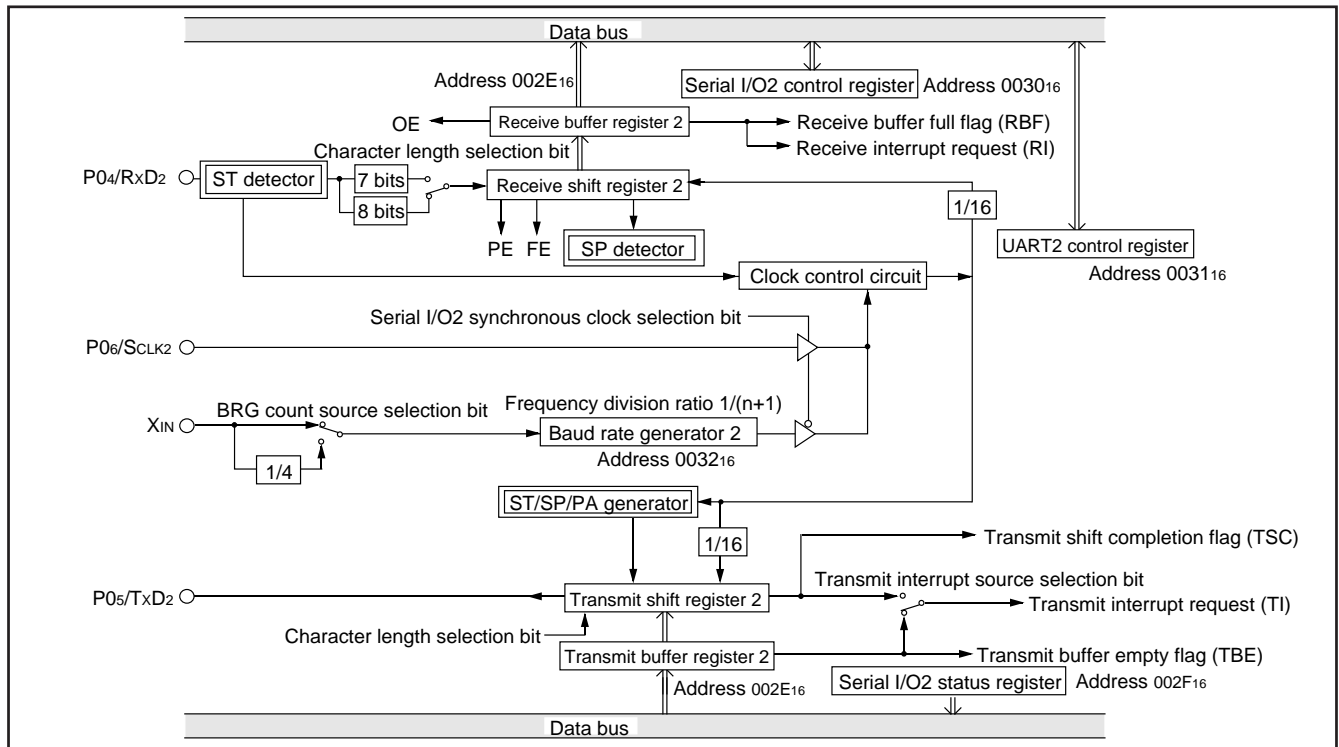 Data bus
Address 002E16
Serial I/O2 control register Address 003016
OE
Receive buffer register 2
Receive buffer full flag (RBF)
Receive interrupt request (RI)
Character length selection bit
P04/RXD2
ST detector
7 bits
8 bits
Receive shift register 2
1/16
PE FE
SP detector
UART2 control register
Address 003116
Clock control circuit
Serial I/O2 synchronous clock selection bit
P06/SCLK2
XIN
BRG count source selection bit
Frequency division ratio 1/(n+1)
Baud rate generator 2
Address 003216
1/4
ST/SP/PA generator
1/16
Transmit shift completion flag (TSC)
Transmit interrupt source selection bit
P05/TXD2
Transmit shift register 2
Transmit interrupt request (TI)
Character length selection bit
Transmit buffer register 2
Transmit buffer empty flag (TBE)
Address 002E16
Serial I/O2 status register Address 002F16
Data bus